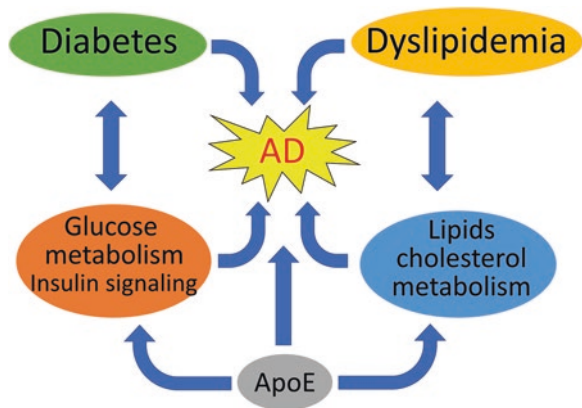 Diabetes
Dyslipidemia
AD
Glucose
metabolism
Insulin signaling
Lipids
cholesterol
metabolism
ApoE